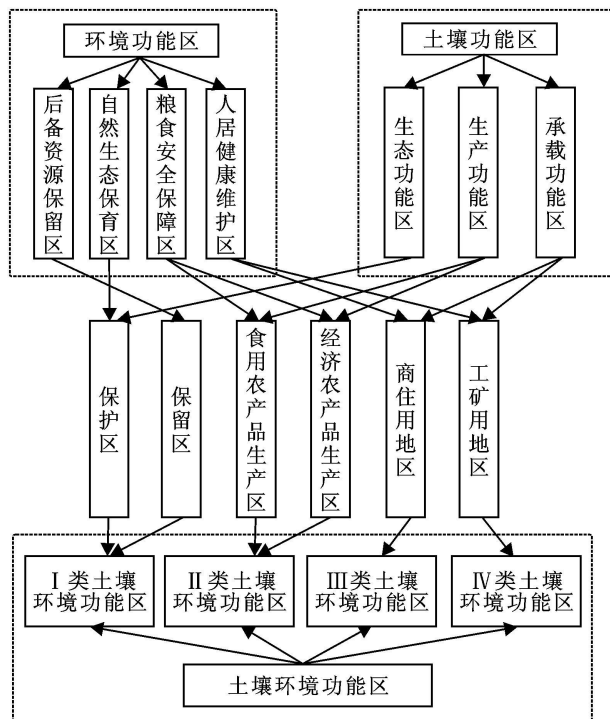 环境功能区
土壤功能区
后备资源保留区
自然生态保育区
粮食安全保障区
人居健康维护区
生态功能区
生产功能区
承载功能区
保护区
保留区
食用农产品生产区
经济农产品生产区
商住用地区
工矿用地区
Ⅰ类土壤
环境功能区
Ⅱ类土壤
环境功能区
Ⅲ类土壤
环境功能区
Ⅳ类土壤
环境功能区
土壤环境功能区